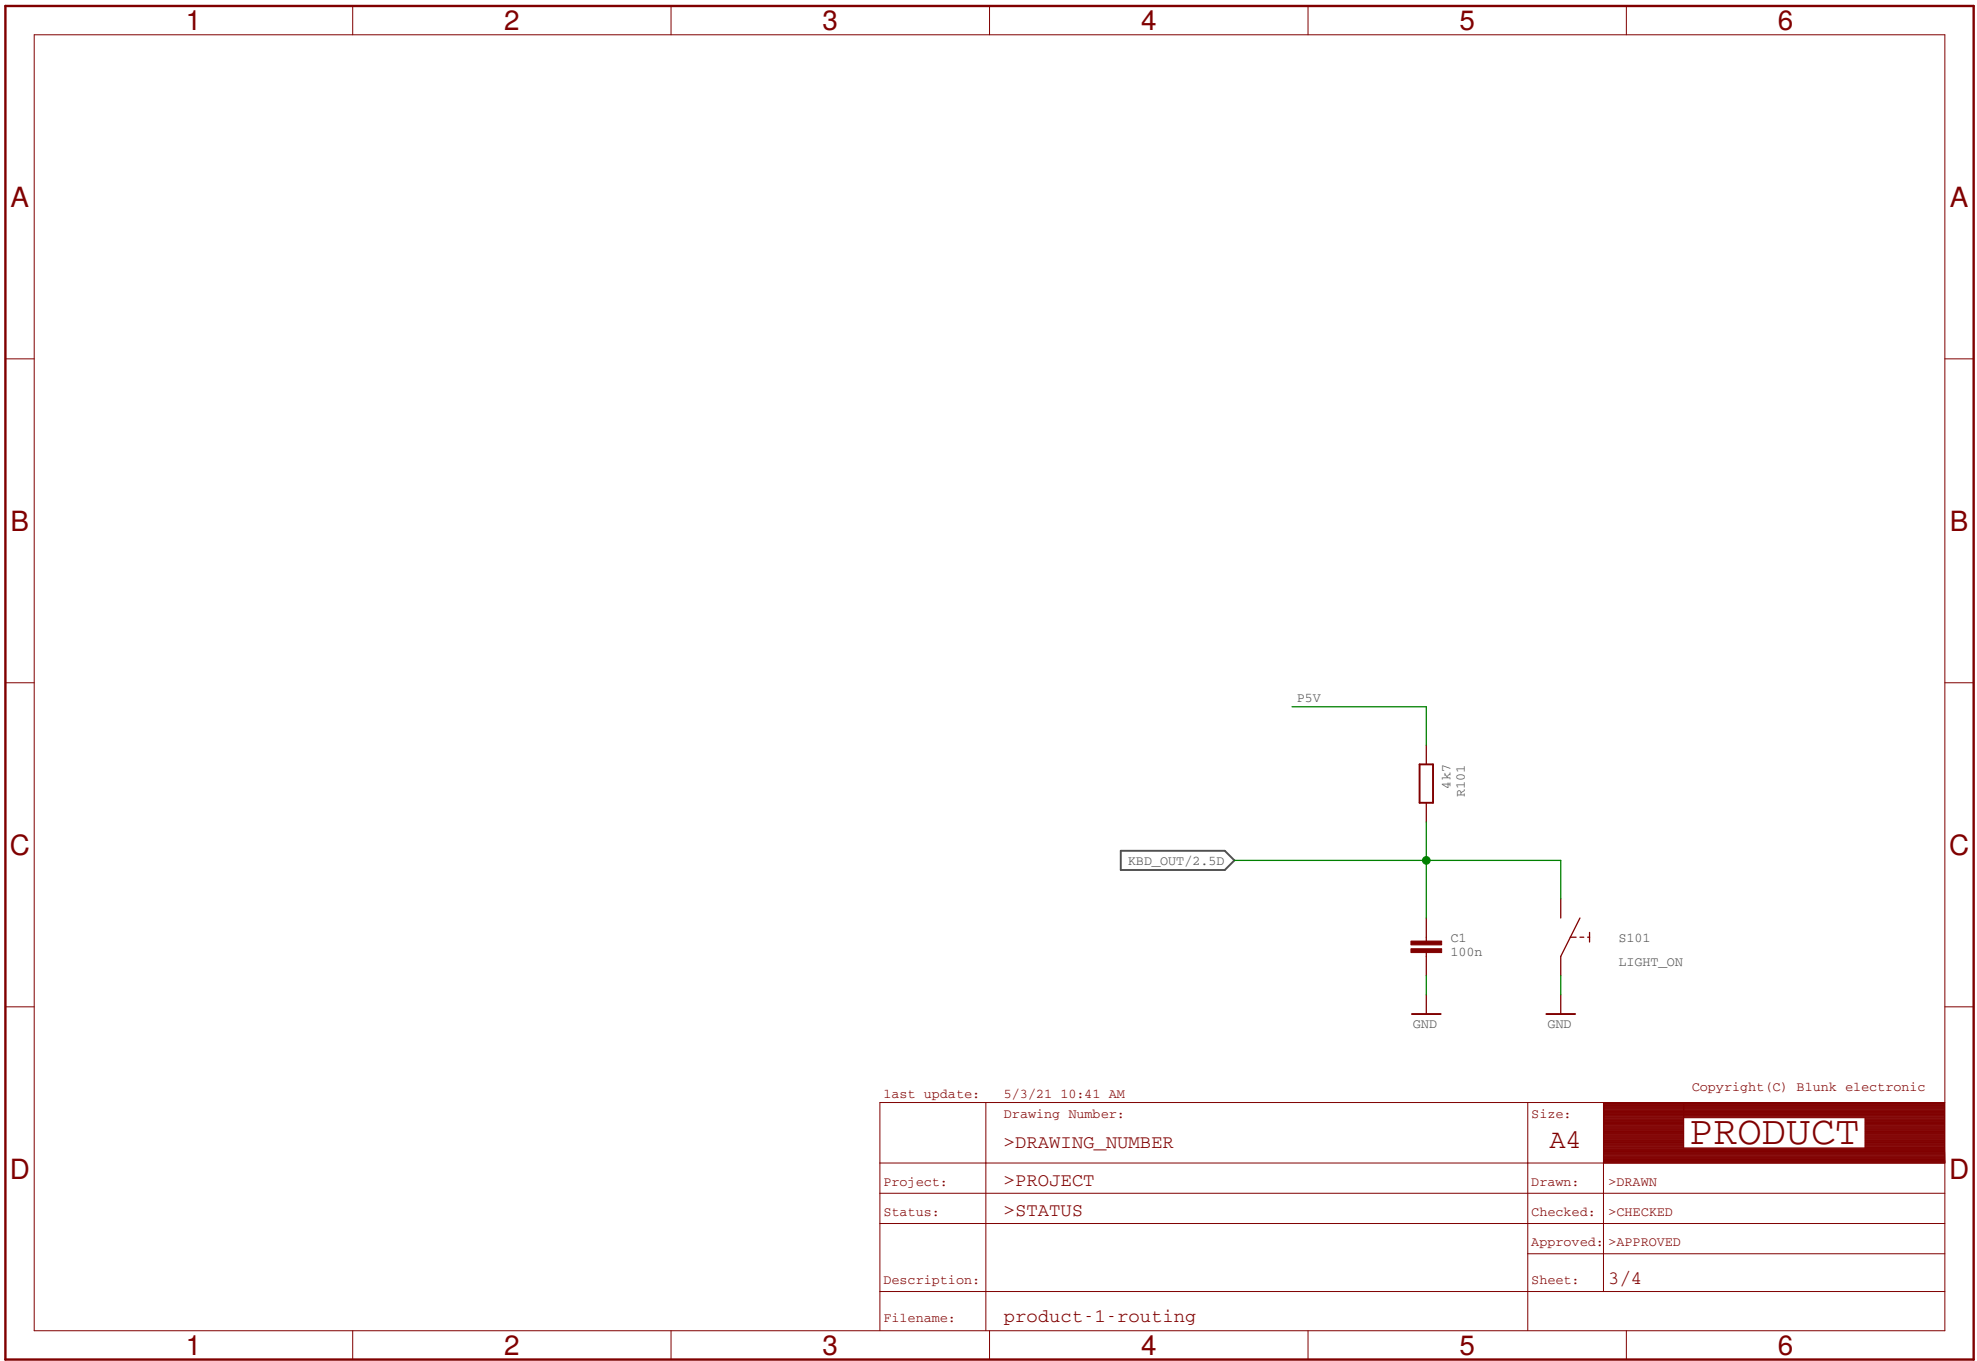 1 2 3 4 5 6
A A
B B
P5V
4k7
R101
C C
KBD_OUT/2.5D
C1
100n
S101
LIGHT_ON
GND GND
last update: 5/3/21 10:41 AM
Copyright(C) Blunk electronic
Drawing Number:
>DRAWING_NUMBER
Size:
A4
PRODUCT
D D
Project: >PROJECT
Drawn: >DRAWN
Status: >STATUS
Checked: >CHECKED
Approved: >APPROVED
Description:
Sheet: 3/4
Filename: product-1-routing
1 2 3 4 5 6